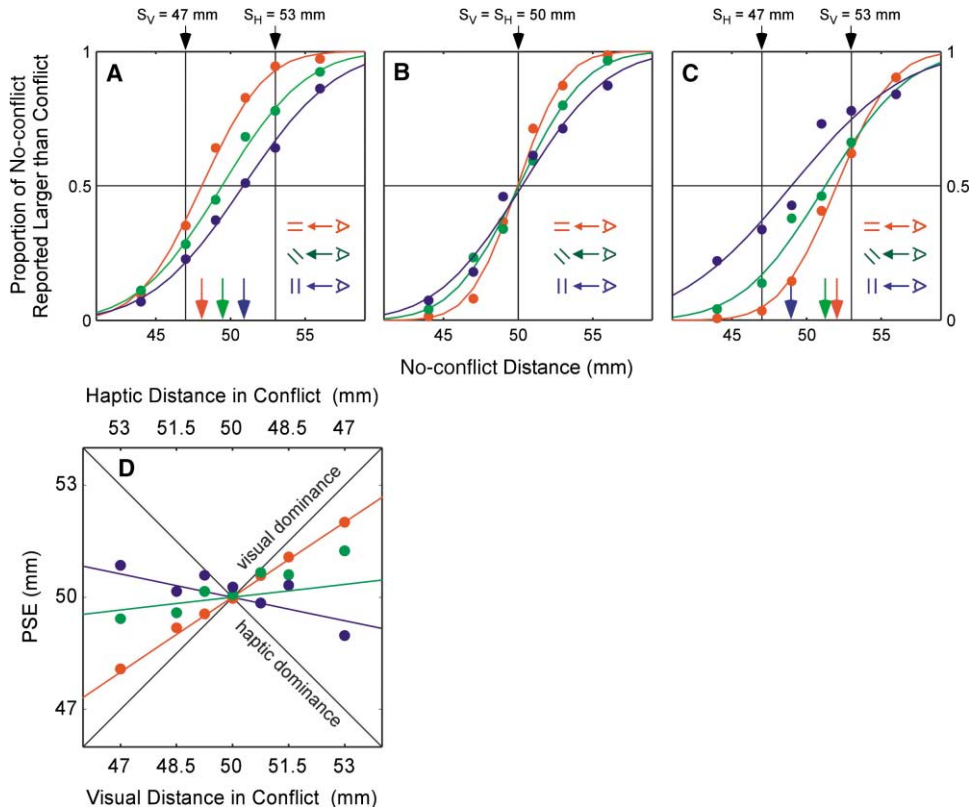 S_V = 47 mm S_H = 53 mm
S_V = S_H = 50 mm
S_H = 47 mm S_V = 53 mm
Proportion of No-conflict
Reported Larger than Conflict
1
0.5
0
A
B
C
1
0.5
0
45 50 55
45 50 55
45 50 55
No-conflict Distance (mm)
Haptic Distance in Conflict (mm)
53 51.5 50 48.5 47
D
PSE (mm)
53
50
47
visual dominance
haptic dominance
47 48.5 50 51.5 53
Visual Distance in Conflict (mm)